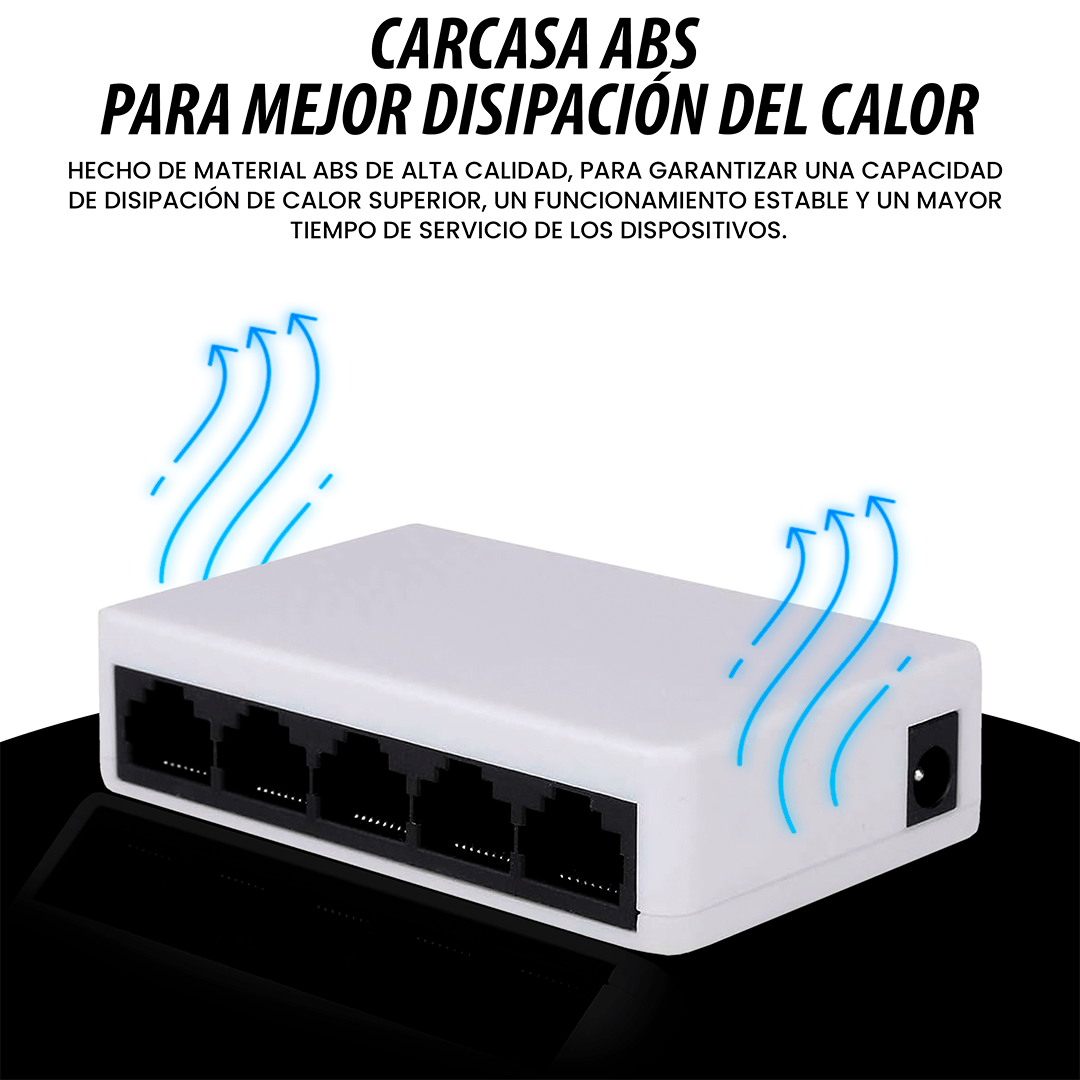 CARCASA ABS
PARA MEJOR DISIPACIÓN DEL CALOR
HECHO DE MATERIAL ABS DE ALTA CALIDAD, PARA GARANTIZAR UNA CAPACIDAD
DE DISIPACIÓN DE CALOR SUPERIOR, UN FUNCIONAMIENTO ESTABLE Y UN MAYOR
TIEMPO DE SERVICIO DE LOS DISPOSITIVOS.